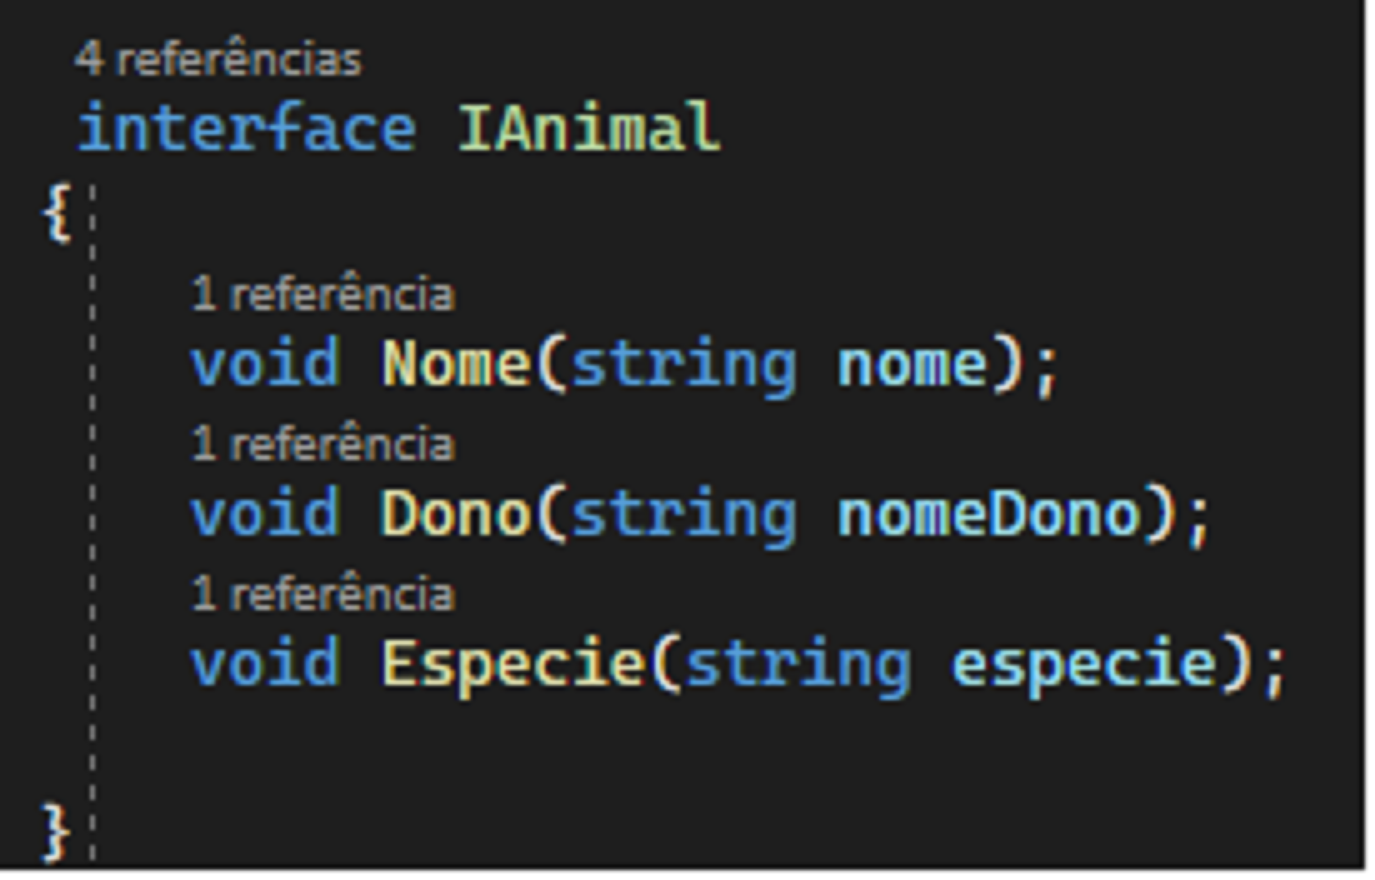 4 referências
interface IAnimal
{
1 referência
void Nome(string nome);
1 referência
void Dono(string nomeDono);
1 referência
void Especie(string especie);
}